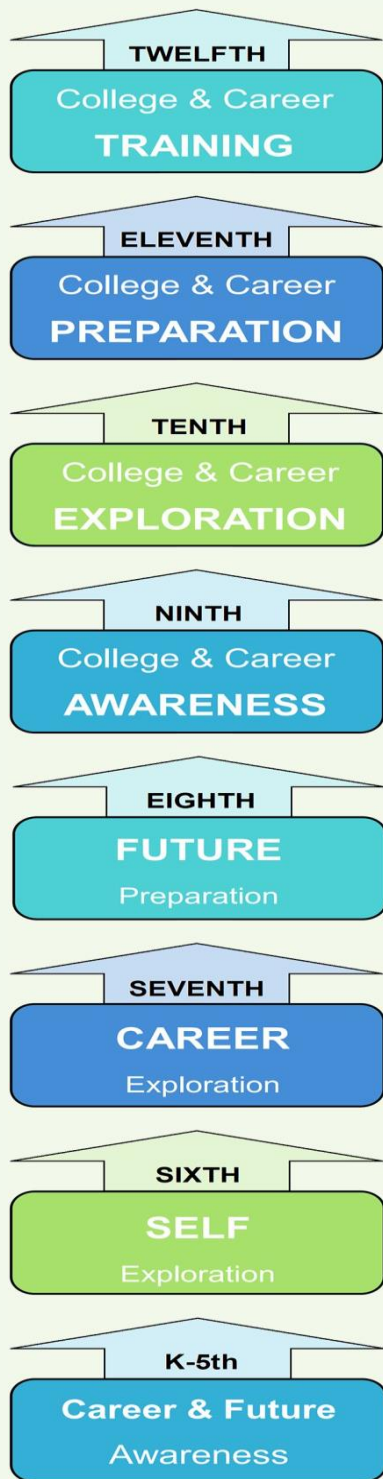 TWELFTH
College & Career
TRAINING
ELEVENTH
College & Career
PREPARATION
TENTH
College & Career
EXPLORATION
NINTH
College & Career
AWARENESS
EIGHTH
FUTURE
Preparation
SEVENTH
CAREER
Exploration
SIXTH
SELF
Exploration
K-5th
Career & Future
Awareness